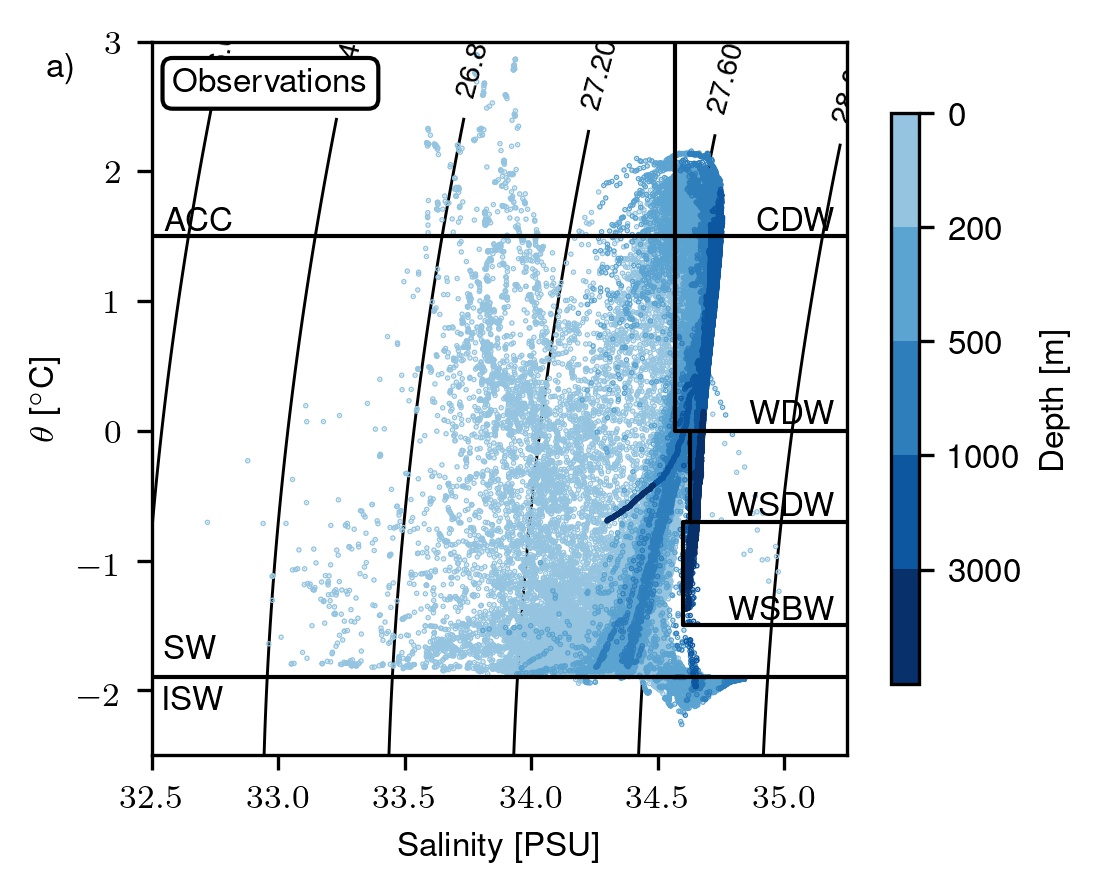 a)
Observations
26.8
27.20
27.60
ACC
CDW
WDW
WSDW
WSBW
SW
ISW
3
2
1
0
−1
−2
θ [°C]
32.5 33.0 33.5 34.0 34.5 35.0
Salinity [PSU]
0
200
500
1000
3000
Depth [m]